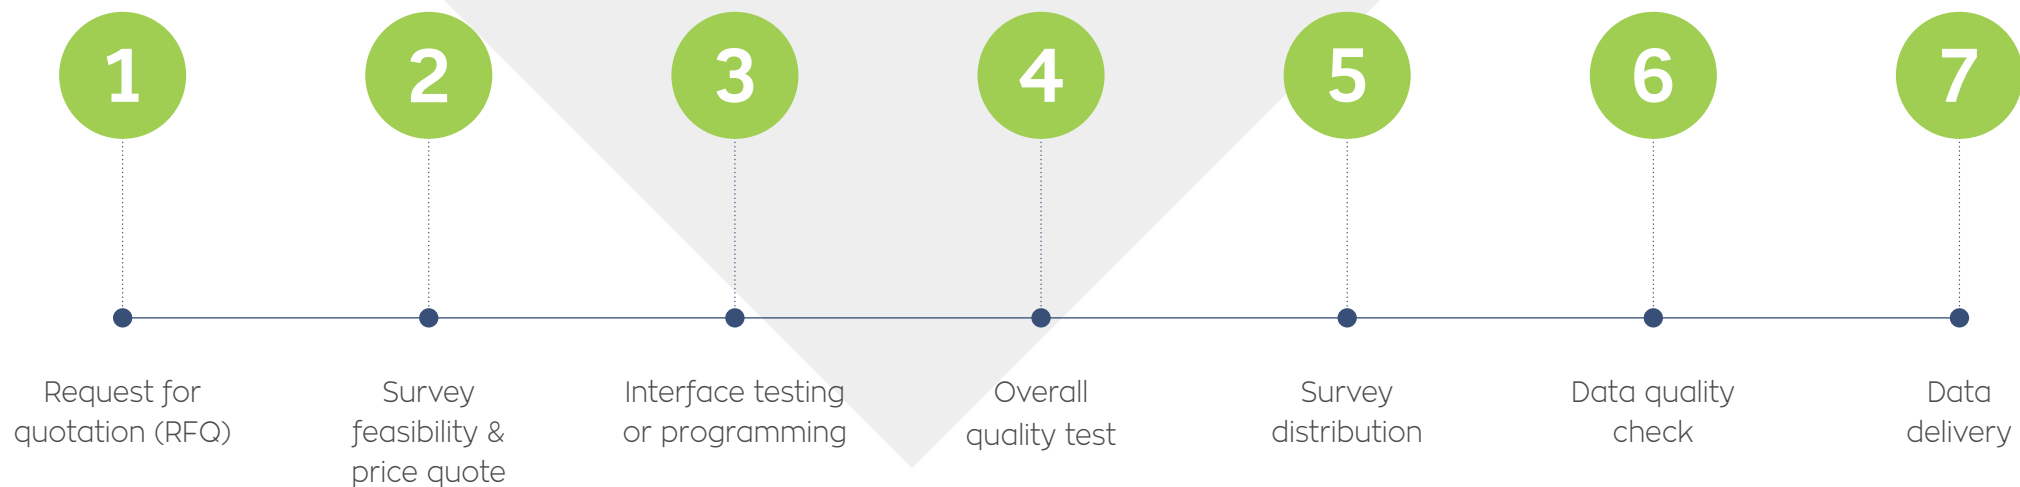 1
2
3
4
5
6
7
Request for
quotation (RFQ)
Survey
feasibility &
price quote
Interface testing
or programming
Overall
quality test
Survey
distribution
Data quality
check
Data
delivery